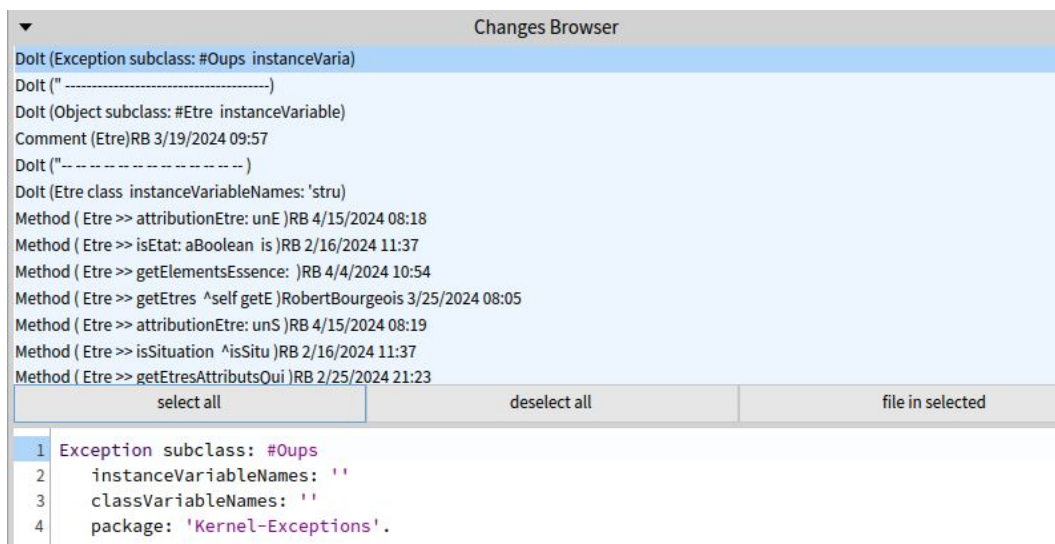 Changes Browser
DoIt (Exception subclass: #Oups instanceVaria)
DoIt (" ---------------------------------------)
DoIt (Object subclass: #Etre instanceVariable)
Comment (Etre)RB 3/19/2024 09:57
DoIt ("-- -- -- -- -- -- -- -- -- -- -- -- -- )
DoIt (Etre class instanceVariableNames: 'stru)
Method ( Etre >> attributionEtre: unE )RB 4/15/2024 08:18
Method ( Etre >> isEtat: aBoolean is )RB 2/16/2024 11:37
Method ( Etre >> getElementsEssence: )RB 4/4/2024 10:54
Method ( Etre >> getEtres ^self getE )RobertBourgeois 3/25/2024 08:05
Method ( Etre >> attributionEtre: unS )RB 4/15/2024 08:19
Method ( Etre >> isSituation ^isSitu )RB 2/16/2024 11:37
Method ( Etre >> getEtresAttributsQui )RB 2/25/2024 21:23
select all deselect all file in selected
1 Exception subclass: #Oups
2 instanceVariableNames: ''
3 classVariableNames: ''
4 package: 'Kernel-Exceptions'.